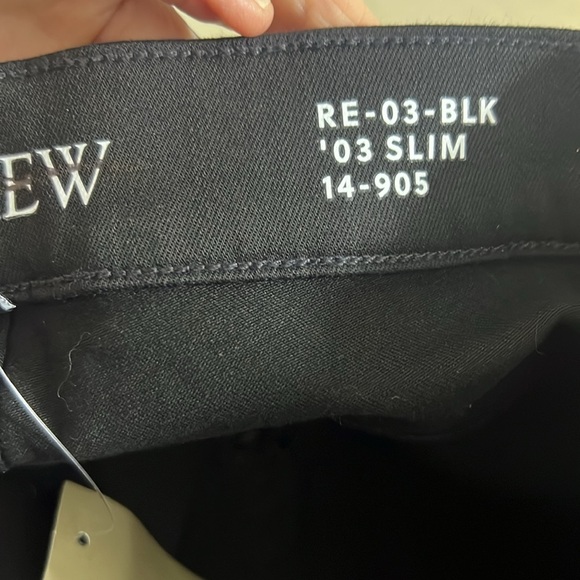 EW
RE-03-BLK
'03 SLIM
14-905